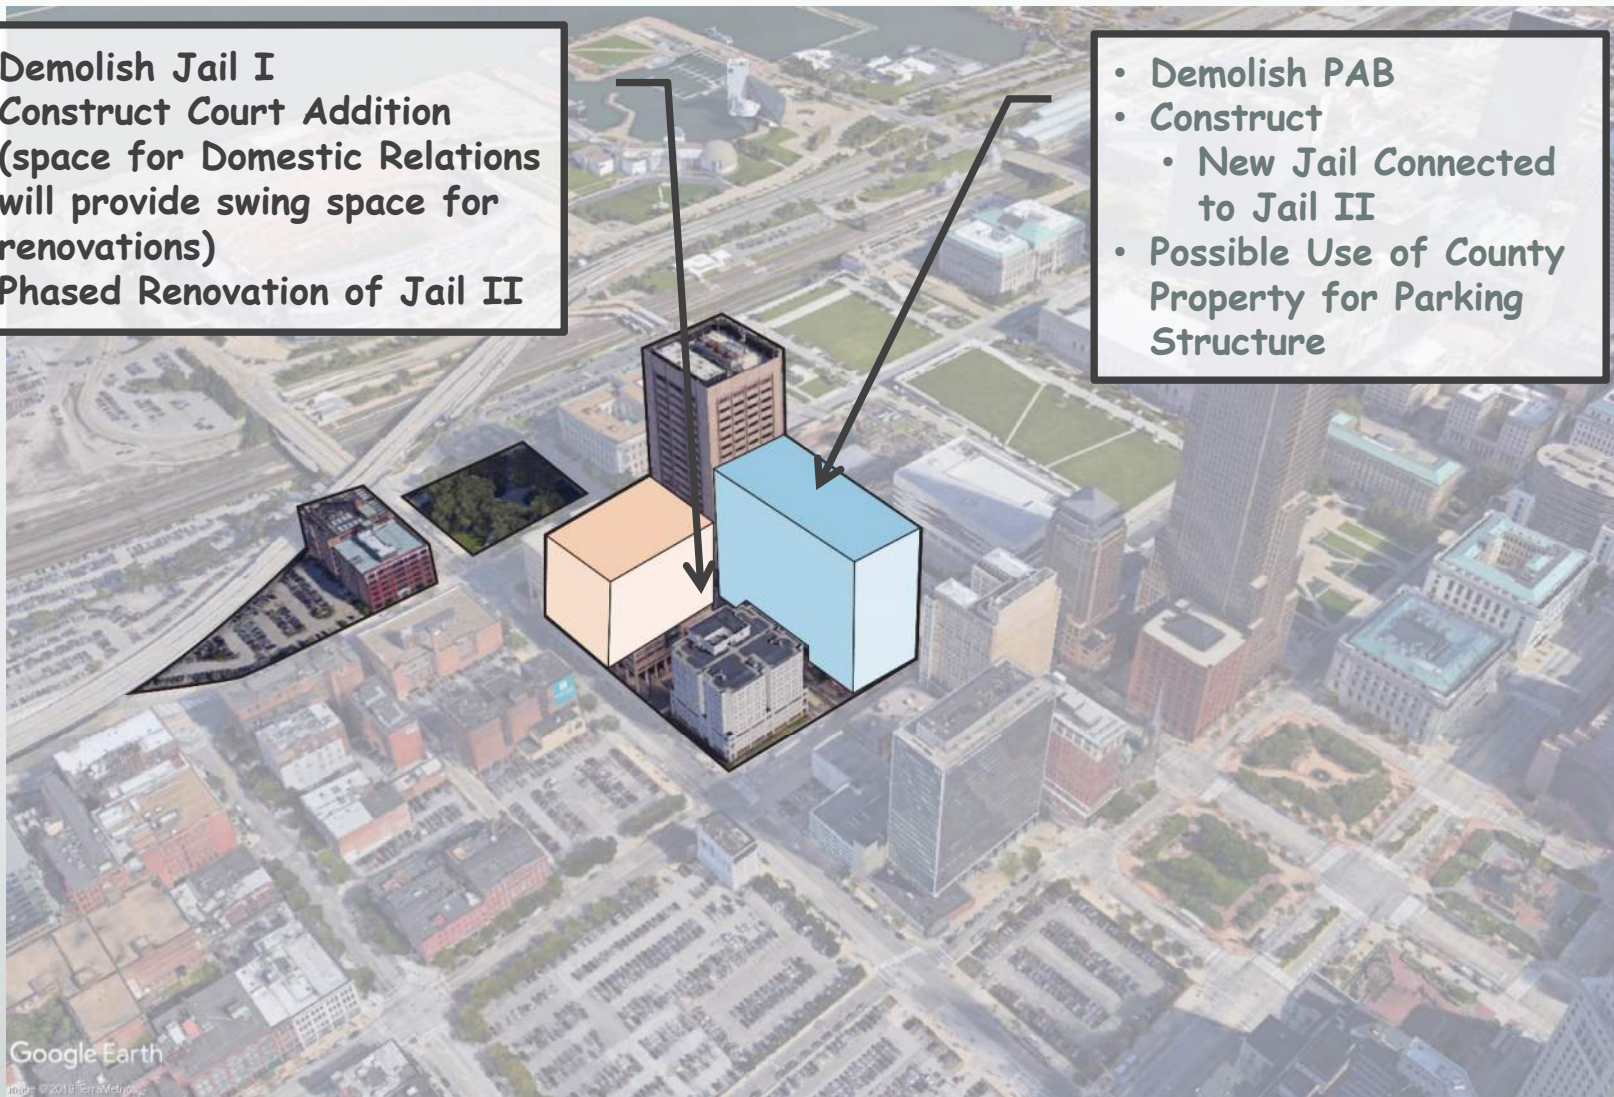 Demolish Jail I
Construct Court Addition
(space for Domestic Relations
will provide swing space for
renovations)
Phased Renovation of Jail II
• Demolish PAB
• Construct
• New Jail Connected
to Jail II
• Possible Use of County
Property for Parking
Structure
Google Earth